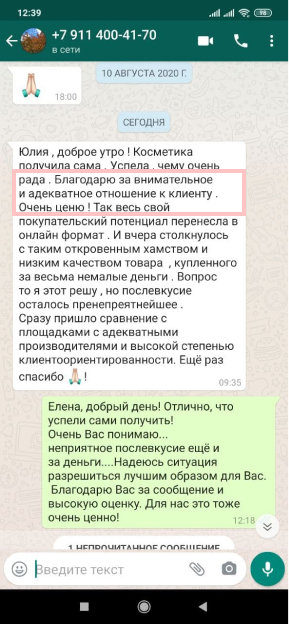 12:39
98
+7 911 400-41-70
в сети
10 АВГУСТА 2020 Г.
18:00
СЕГОДНЯ
Юлия , доброе утро ! Косметика
получила сама . Успела , чему очень
рада . Благодарю за внимательное
и адекватное отношение к клиенту .
Очень ценю ! Так весь свой
покупательский потенциал перенесла в
онлайн формат . И вчера столкнулось
с таким откровенным хамством и
низким качеством товара , купленного
за весьма немалые деньги . Вопрос
то я этот решу , но послевкусие
осталось пренепреятнейшее .
Сразу пришло сравнение с
площадками с адекватными
производителями и высокой степенью
клиентоориентированности. Ещё раз
спасибо 🙏🏻 !
09:35
Елена, добрый день! Отлично, что
успели сами получить!
Очень Вас понимаю...
неприятное послевкусие ещё и
за деньги....Надеюсь ситуация
разрешиться лучшим образом для Вас.
Благодарю Вас за сообщение и
высокую оценку. Для нас это тоже
очень ценно!
12:18
1 НЕПРОЧИТАННОЕ СООБЩЕНИЕ
Введите текст